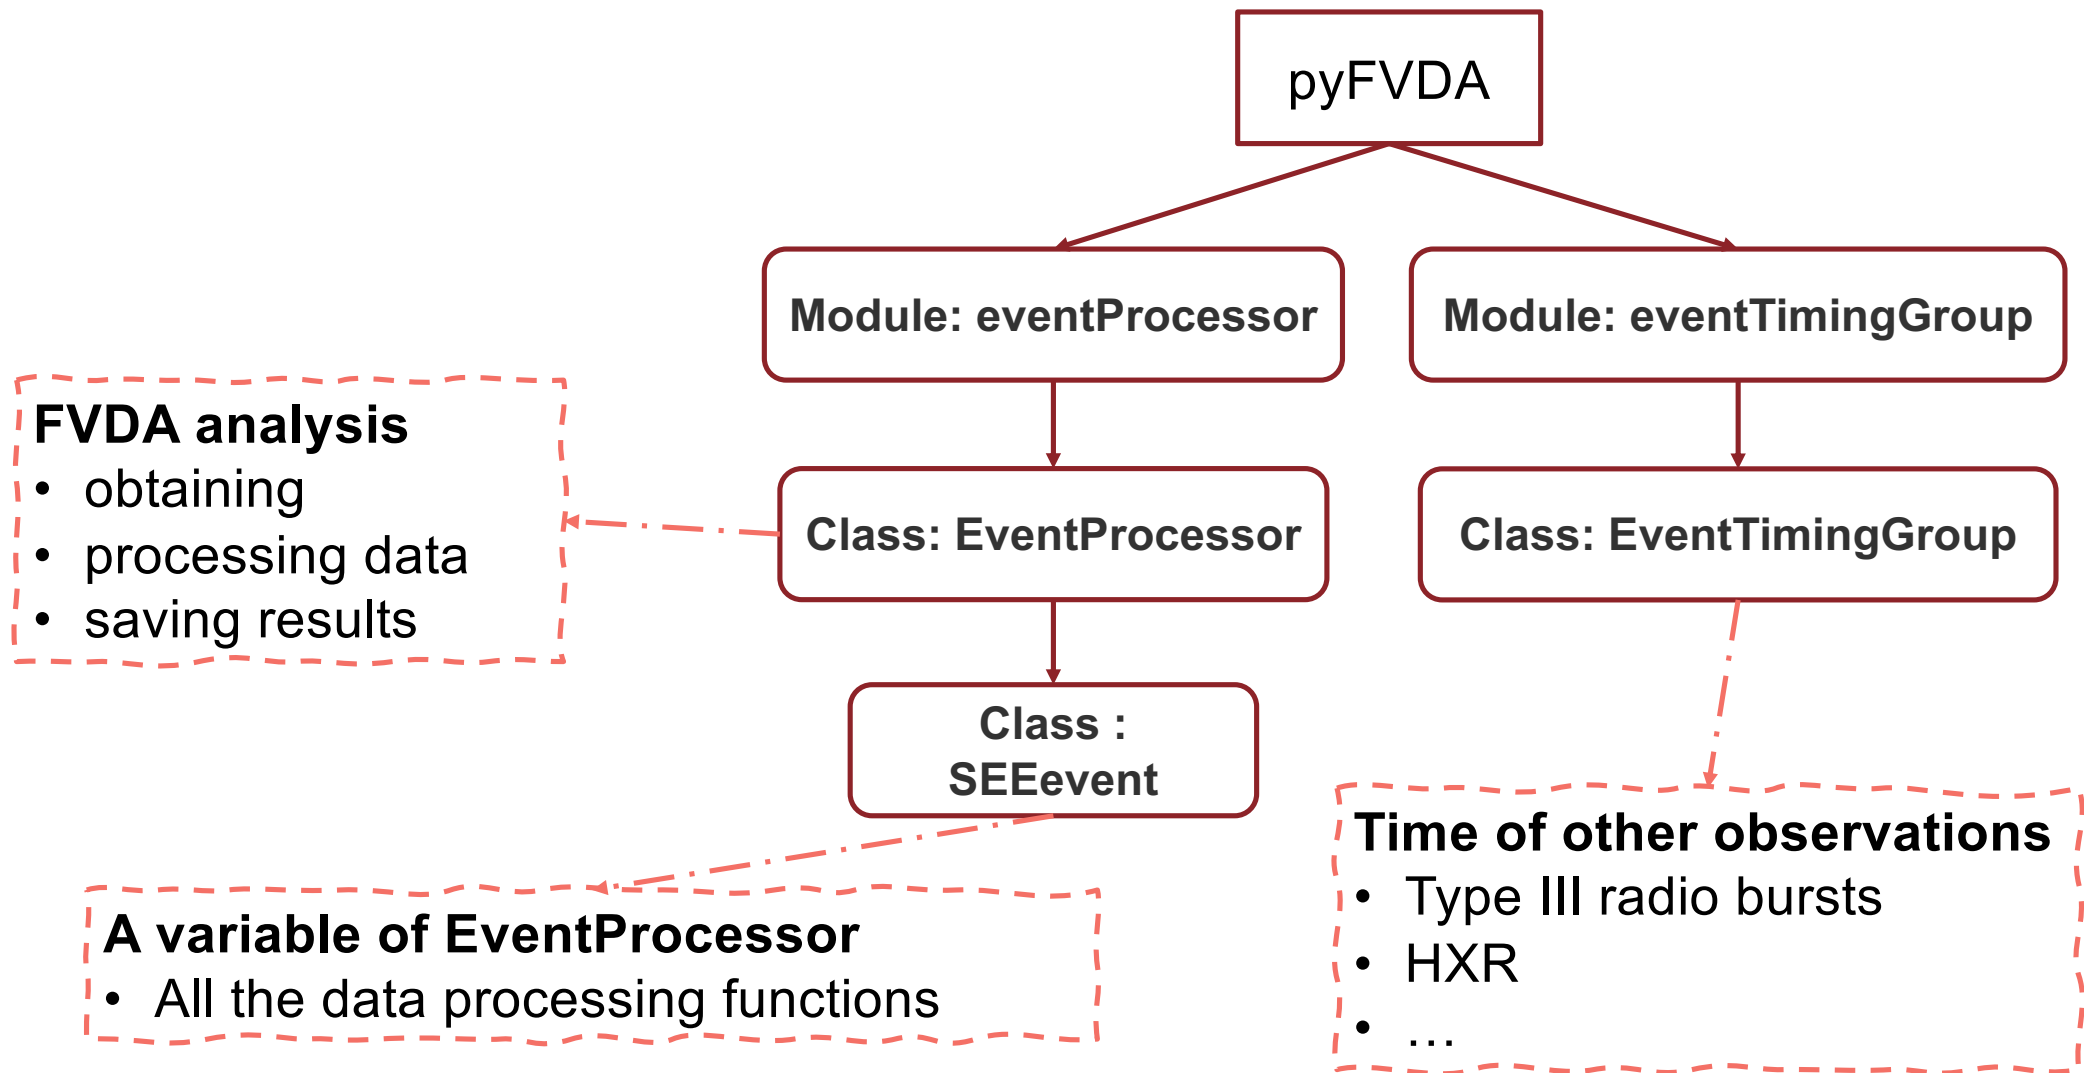 pyFVDA
Module: eventProcessor
Module: eventTimingGroup
FVDA analysis
• obtaining
• processing data
• saving results
Class: EventProcessor
Class: EventTimingGroup
Class :
SEEevent
A variable of EventProcessor
• All the data processing functions
Time of other observations
• Type III radio bursts
• HXR
• …